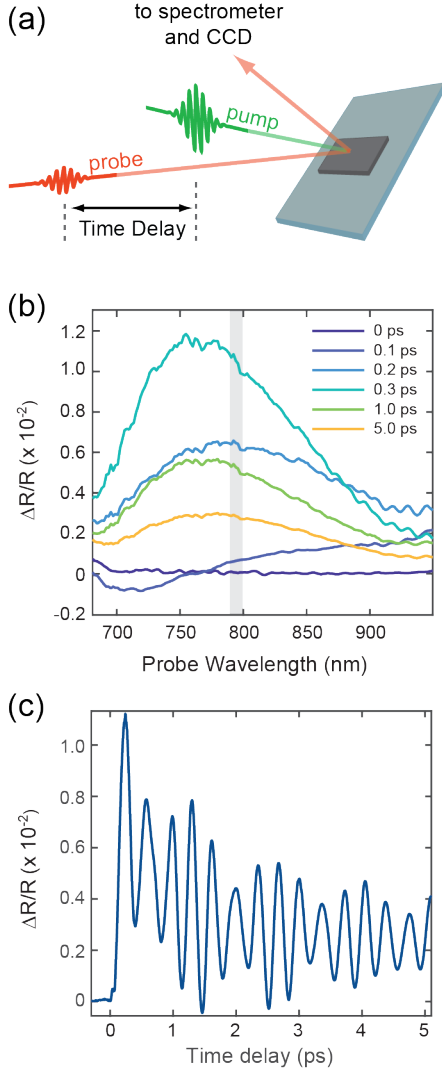 (a)
to spectrometer
and CCD
pump
probe
Time Delay
(b)
1.2
1.0
0.8
0.6
0.4
0.2
0
-0.2
ΔR/R (x 10⁻²)
0 ps
0.1 ps
0.2 ps
0.3 ps
1.0 ps
5.0 ps
700 750 800 850 900
Probe Wavelength (nm)
(c)
1.0
0.8
0.6
0.4
0.2
0
ΔR/R (x 10⁻²)
0 1 2 3 4 5
Time delay (ps)